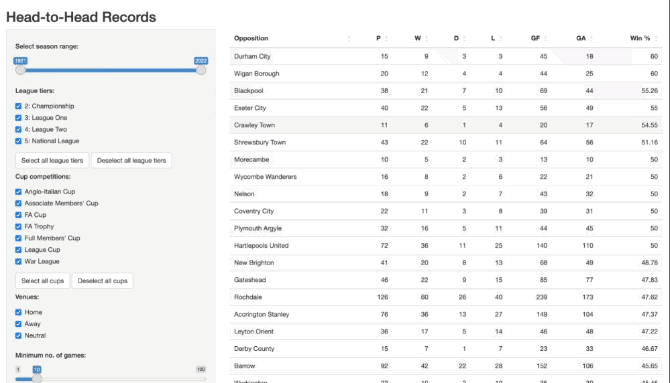 Head-to-Head Records
Select season range:
1921 2022
League tiers:
2: Championship
3: League One
4: League Two
5: National League
Select all league tiers Deselect all league tiers
Cup competitions:
Anglo-Italian Cup
Associate Members' Cup
FA Cup
FA Trophy
Full Members' Cup
League Cup
War League
Select all cups Deselect all cups
Venues:
Home
Away
Neutral
Minimum no. of games:
1 10 100
Opposition P W D L GF GA Win %
Durham City 15 9 3 3 45 18 60
Wigan Borough 20 12 4 4 44 25 60
Blackpool 38 21 7 10 69 44 55.26
Exeter City 40 22 5 13 56 49 55
Crawley Town 11 6 1 4 20 17 54.55
Shrewsbury Town 43 22 10 11 64 56 51.16
Morecambe 10 5 2 3 13 10 50
Wycombe Wanderers 16 8 2 6 22 21 50
Nelson 18 9 2 7 43 32 50
Coventry City 22 11 3 8 39 31 50
Plymouth Argyle 32 16 5 11 44 45 50
Hartlepools United 72 36 11 25 140 110 50
New Brighton 41 20 8 13 68 49 48.78
Gateshead 46 22 9 15 85 77 47.83
Rochdale 126 60 26 40 239 173 47.62
Accrington Stanley 76 36 13 27 149 104 47.37
Leyton Orient 36 17 5 14 46 48 47.22
Derby County 15 7 1 7 23 33 46.67
Barrow 92 42 22 28 152 106 45.65